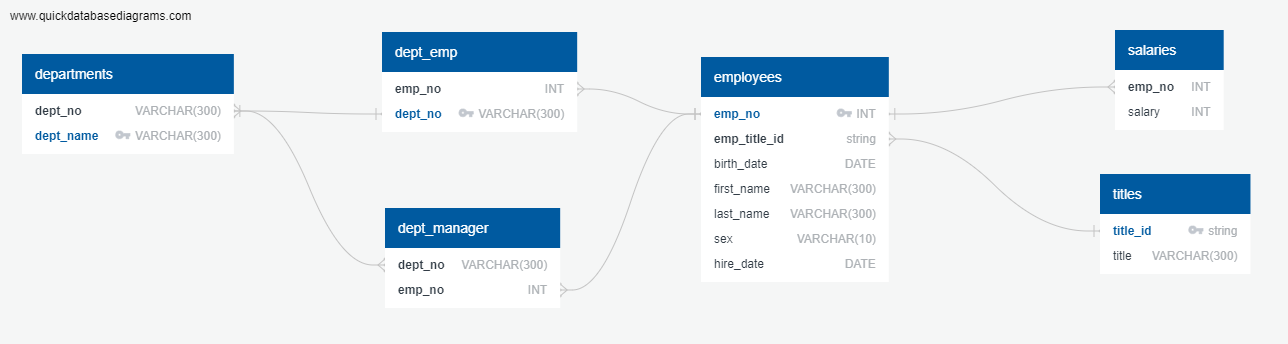 www.quickdatabasediagrams.com
departments
dept_no VARCHAR(300)
dept_name VARCHAR(300)
dept_emp
emp_no INT
dept_no VARCHAR(300)
dept_manager
dept_no VARCHAR(300)
emp_no INT
employees
emp_no INT
emp_title_id string
birth_date DATE
first_name VARCHAR(300)
last_name VARCHAR(300)
sex VARCHAR(10)
hire_date DATE
salaries
emp_no INT
salary INT
titles
title_id string
title VARCHAR(300)